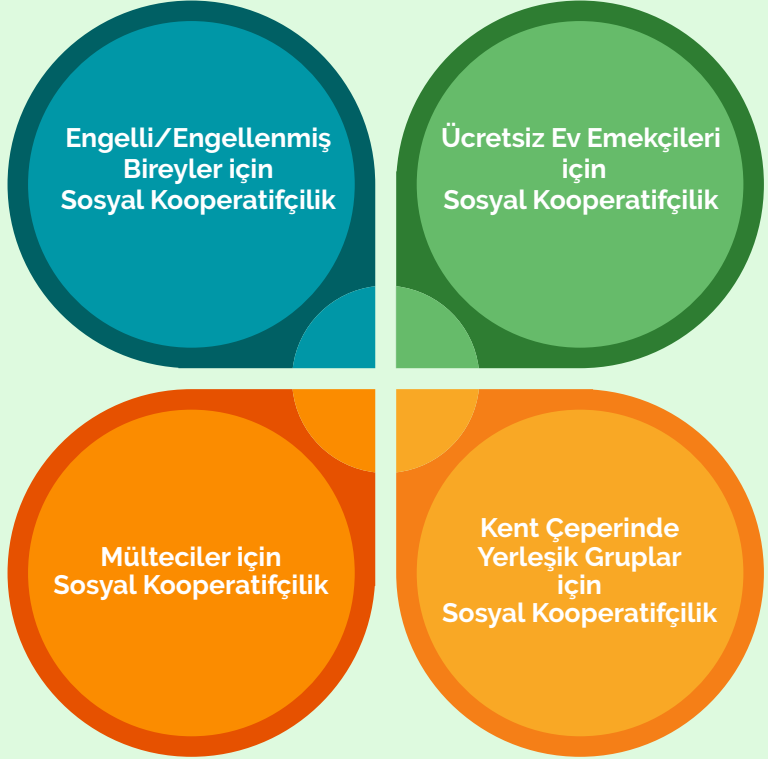 Engelli/Engellenmiş
Bireyler için
Sosyal Kooperatifçilik
Ücretsiz Ev Emekçileri
için
Sosyal Kooperatifçilik
Mülteciler için
Sosyal Kooperatifçilik
Kent Çeperinde
Yerleşik Gruplar
için
Sosyal Kooperatifçilik